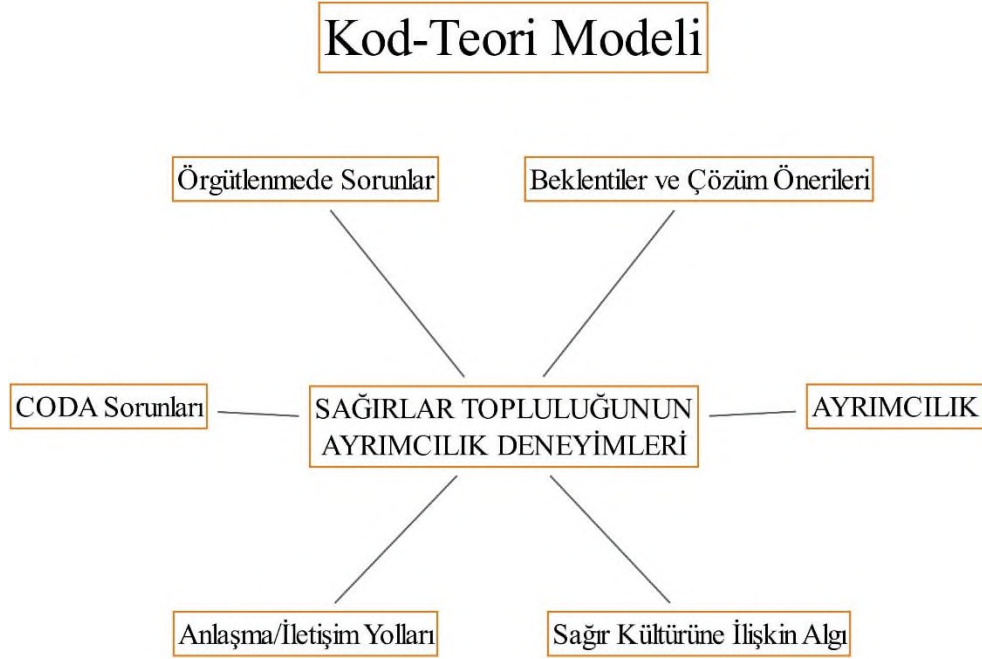 Kod-Teori Modeli
Örgütlenmede Sorunlar
Beklentiler ve Çözüm Önerileri
CODA Sorunları
SAĞIRLAR TOPLULUĞUNUN
AYRIMCILIK DENEYİMLERİ
AYRIMCILIK
Anlaşma/İletişim Yolları
Sağır Kültürüne İlişkin Algı